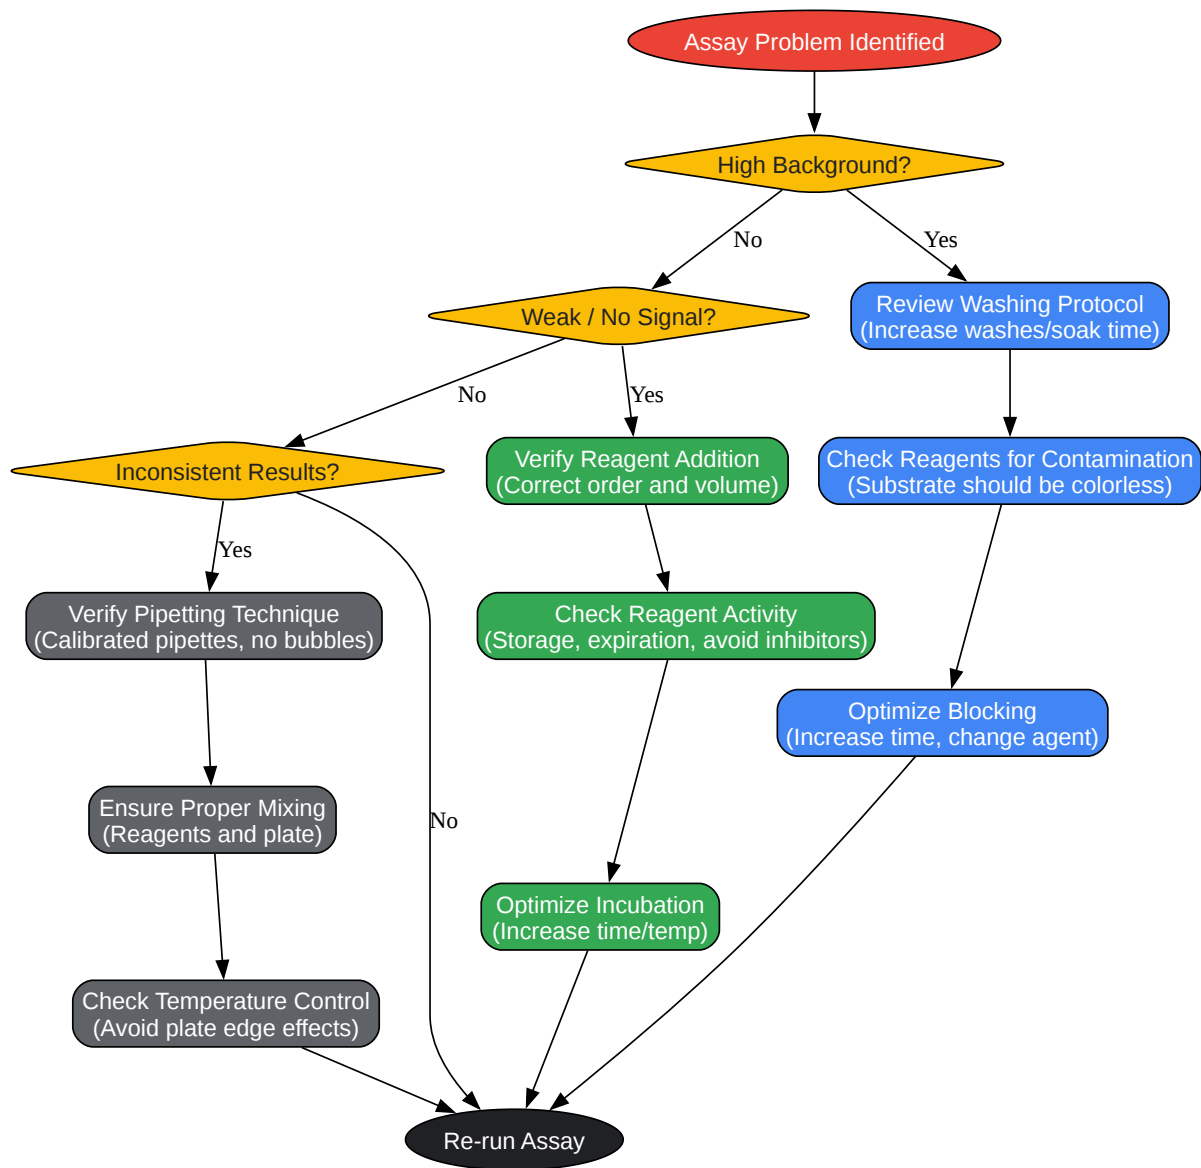 Assay Problem Identified
High Background?
No
Yes
Weak / No Signal?
Review Washing Protocol
(Increase washes/soak time)
No
Yes
Inconsistent Results?
Verify Reagent Addition
(Correct order and volume)
Check Reagents for Contamination
(Substrate should be colorless)
Yes
Verify Pipetting Technique
(Calibrated pipettes, no bubbles)
Check Reagent Activity
(Storage, expiration, avoid inhibitors)
Optimize Blocking
(Increase time, change agent)
Ensure Proper Mixing
(Reagents and plate)
No
Optimize Incubation
(Increase time/temp)
Check Temperature Control
(Avoid plate edge effects)
Re-run Assay